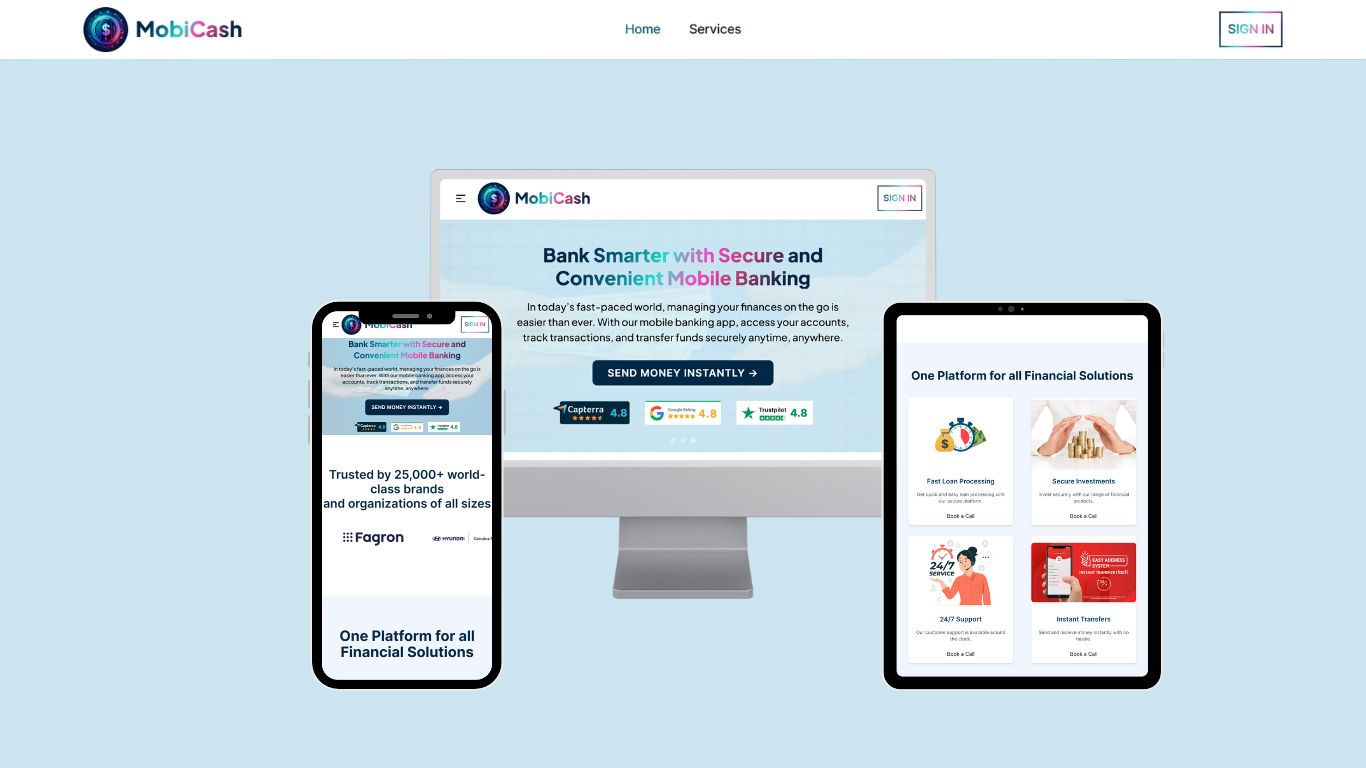 MobiCash
Home
Services
SIGN IN
MobiCash
SIGN IN
Bank Smarter with Secure and
Convenient Mobile Banking
In today's fast-paced world, managing your finances on the go is
easier than ever. With our mobile banking app, access your accounts,
track transactions, and transfer funds securely anytime, anywhere.
SEND MONEY INSTANTLY →
Capterra 4.8
Google Rating 4.8
Trustpilot 4.8
MobiCash
SIGN IN
Bank Smarter with Secure and
Convenient Mobile Banking
In today's fast-paced world, managing your finances on the go is
easier than ever. With our mobile banking app, access your
accounts, track transactions, and transfer funds securely
anytime, anywhere.
SEND MONEY INSTANTLY →
Capterra 4.8
4.8
Trustpilot 4.8
Trusted by 25,000+ world-
class brands
and organizations of all sizes
Fagron
HYUNDAI
One Platform for all
Financial Solutions
One Platform for all Financial Solutions
Fast Loan Processing
Get quick and easy loan processing with
our secure platform.
Book a Call
Secure Investments
Invest securely with our range of financial
products.
Book a Call
24/7
SERVICE
24/7 Support
Our customer support is available around
the clock.
Book a Call
EASY ADDRESS
SYSTEM
INSTANT TRANSFER
Instant Transfers
Send and receive money instantly with no
hassle.
Book a Call